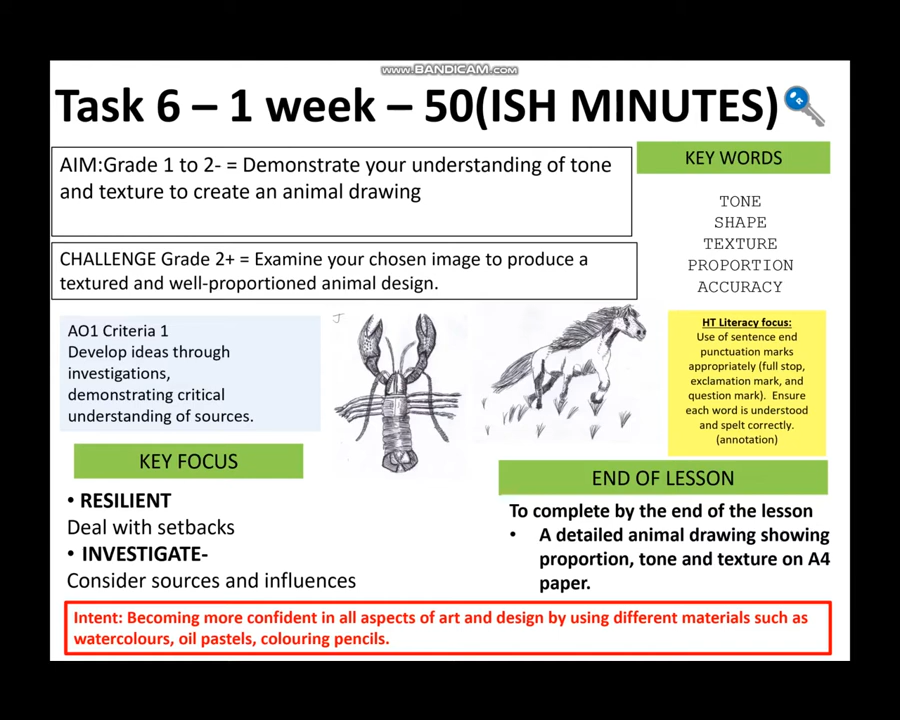 WWW.BANDICAM.COM
Task 6 – 1 week – 50(ISH MINUTES)
AIM:Grade 1 to 2- = Demonstrate your understanding of tone
and texture to create an animal drawing
KEY WORDS
TONE
SHAPE
TEXTURE
PROPORTION
ACCURACY
CHALLENGE Grade 2+ = Examine your chosen image to produce a
textured and well-proportioned animal design.
AO1 Criteria 1
Develop ideas through
investigations,
demonstrating critical
understanding of sources.
J
HT Literacy focus:
Use of sentence end
punctuation marks
appropriately (full stop,
exclamation mark, and
question mark). Ensure
each word is understood
and spelt correctly.
(annotation)
KEY FOCUS
• RESILIENT
Deal with setbacks
• INVESTIGATE-
Consider sources and influences
END OF LESSON
To complete by the end of the lesson
• A detailed animal drawing showing
proportion, tone and texture on A4
paper.
Intent: Becoming more confident in all aspects of art and design by using different materials such as
watercolours, oil pastels, colouring pencils.